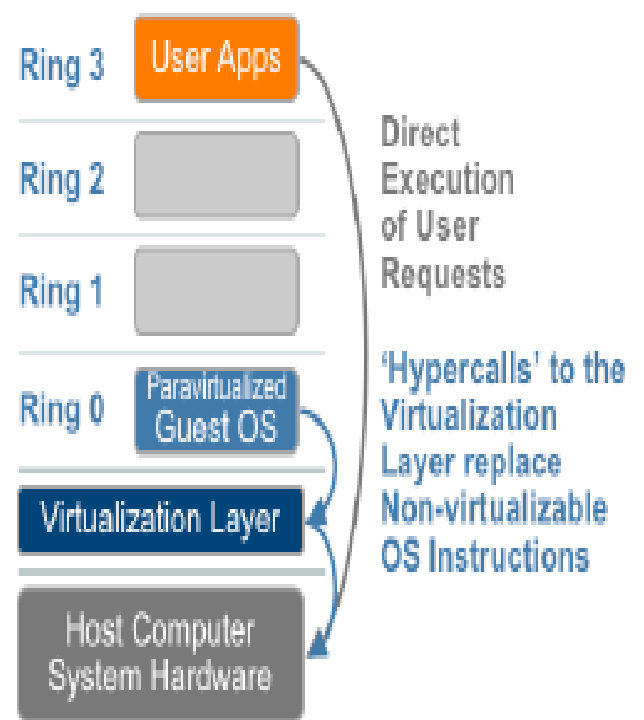 Ring 3
User Apps
Direct
Execution
of User
Requests
Ring 2
Ring 1
Ring 0
Paravirtualized
Guest OS
'Hypercalls' to the
Virtualization
Layer replace
Non-virtualizable
OS Instructions
Virtualization Layer
Host Computer
System Hardware